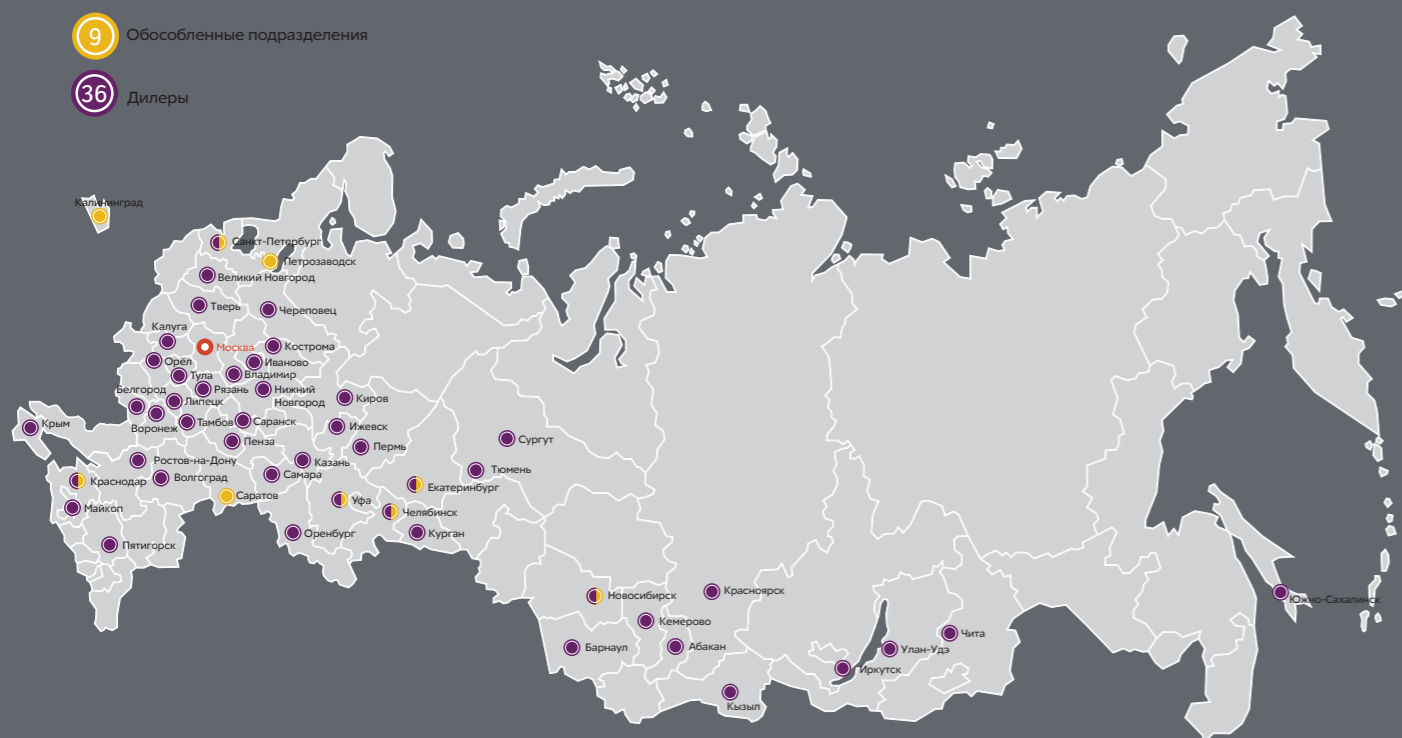 9
Обособленные подразделения
36
Дилеры
Калининград
Санкт-Петербург
Петрозаводск
Великий Новгород
Тверь
Череповец
Калуга
Москва
Кострома
Орёл
Иваново
Тула
Владимир
Белгород
Рязань
Нижний
Новгород
Липецк
Киров
Крым
Воронеж
Тамбов
Саранск
Ижевск
Пенза
Пермь
Сургут
Ростов-на-Дону
Казань
Тюмень
Краснодар
Волгоград
Самара
Екатеринбург
Саратов
Уфа
Майкоп
Челябинск
Оренбург
Курган
Пятигорск
Новосибирск
Красноярск
Южно-Сахалинск
Кемерово
Чита
Барнаул
Абакан
Улан-Удэ
Иркутск
Кызыл